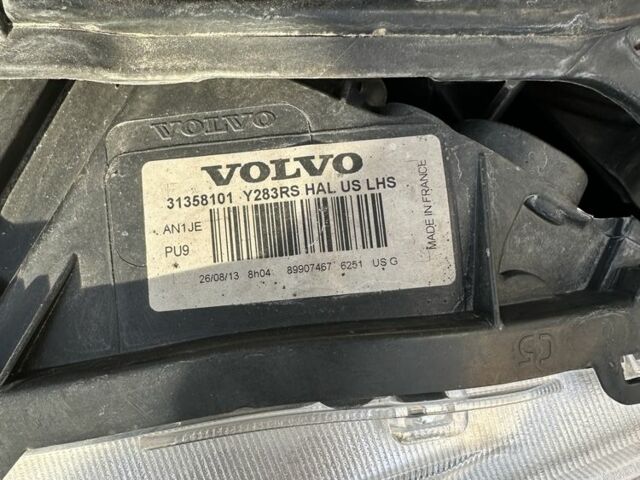 VOLVO
VOLVO
31358101 Y283RS HAL US LHS
AN1JE
PU9
26/08/13 8h04 89907467 6251 US G
MADE IN FRANCE